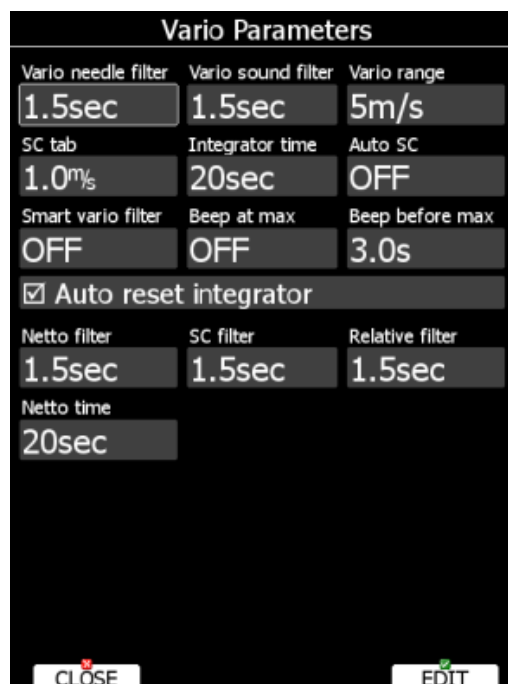 Vario Parameters
Vario needle filter Vario sound filter Vario range
1.5sec 1.5sec 5m/s
SC tab Integrator time Auto SC
1.0m/s 20sec OFF
Smart vario filter Beep at max Beep before max
OFF OFF 3.0s
Auto reset integrator
Netto filter SC filter Relative filter
1.5sec 1.5sec 1.5sec
Netto time
20sec
CLOSE EDIT